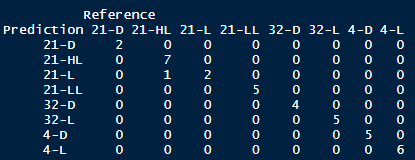 Reference
Prediction 21-D 21-HL 21-L 21-LL 32-D 32-L 4-D 4-L
21-D 2 0 0 0 0 0 0 0
21-HL 0 7 0 0 0 0 0 0
21-L 0 1 2 0 0 0 0 0
21-LL 0 0 0 5 0 0 0 0
32-D 0 0 0 0 4 0 0 0
32-L 0 0 0 0 0 5 0 0
4-D 0 0 0 0 0 0 5 0
4-L 0 0 0 0 0 0 0 6